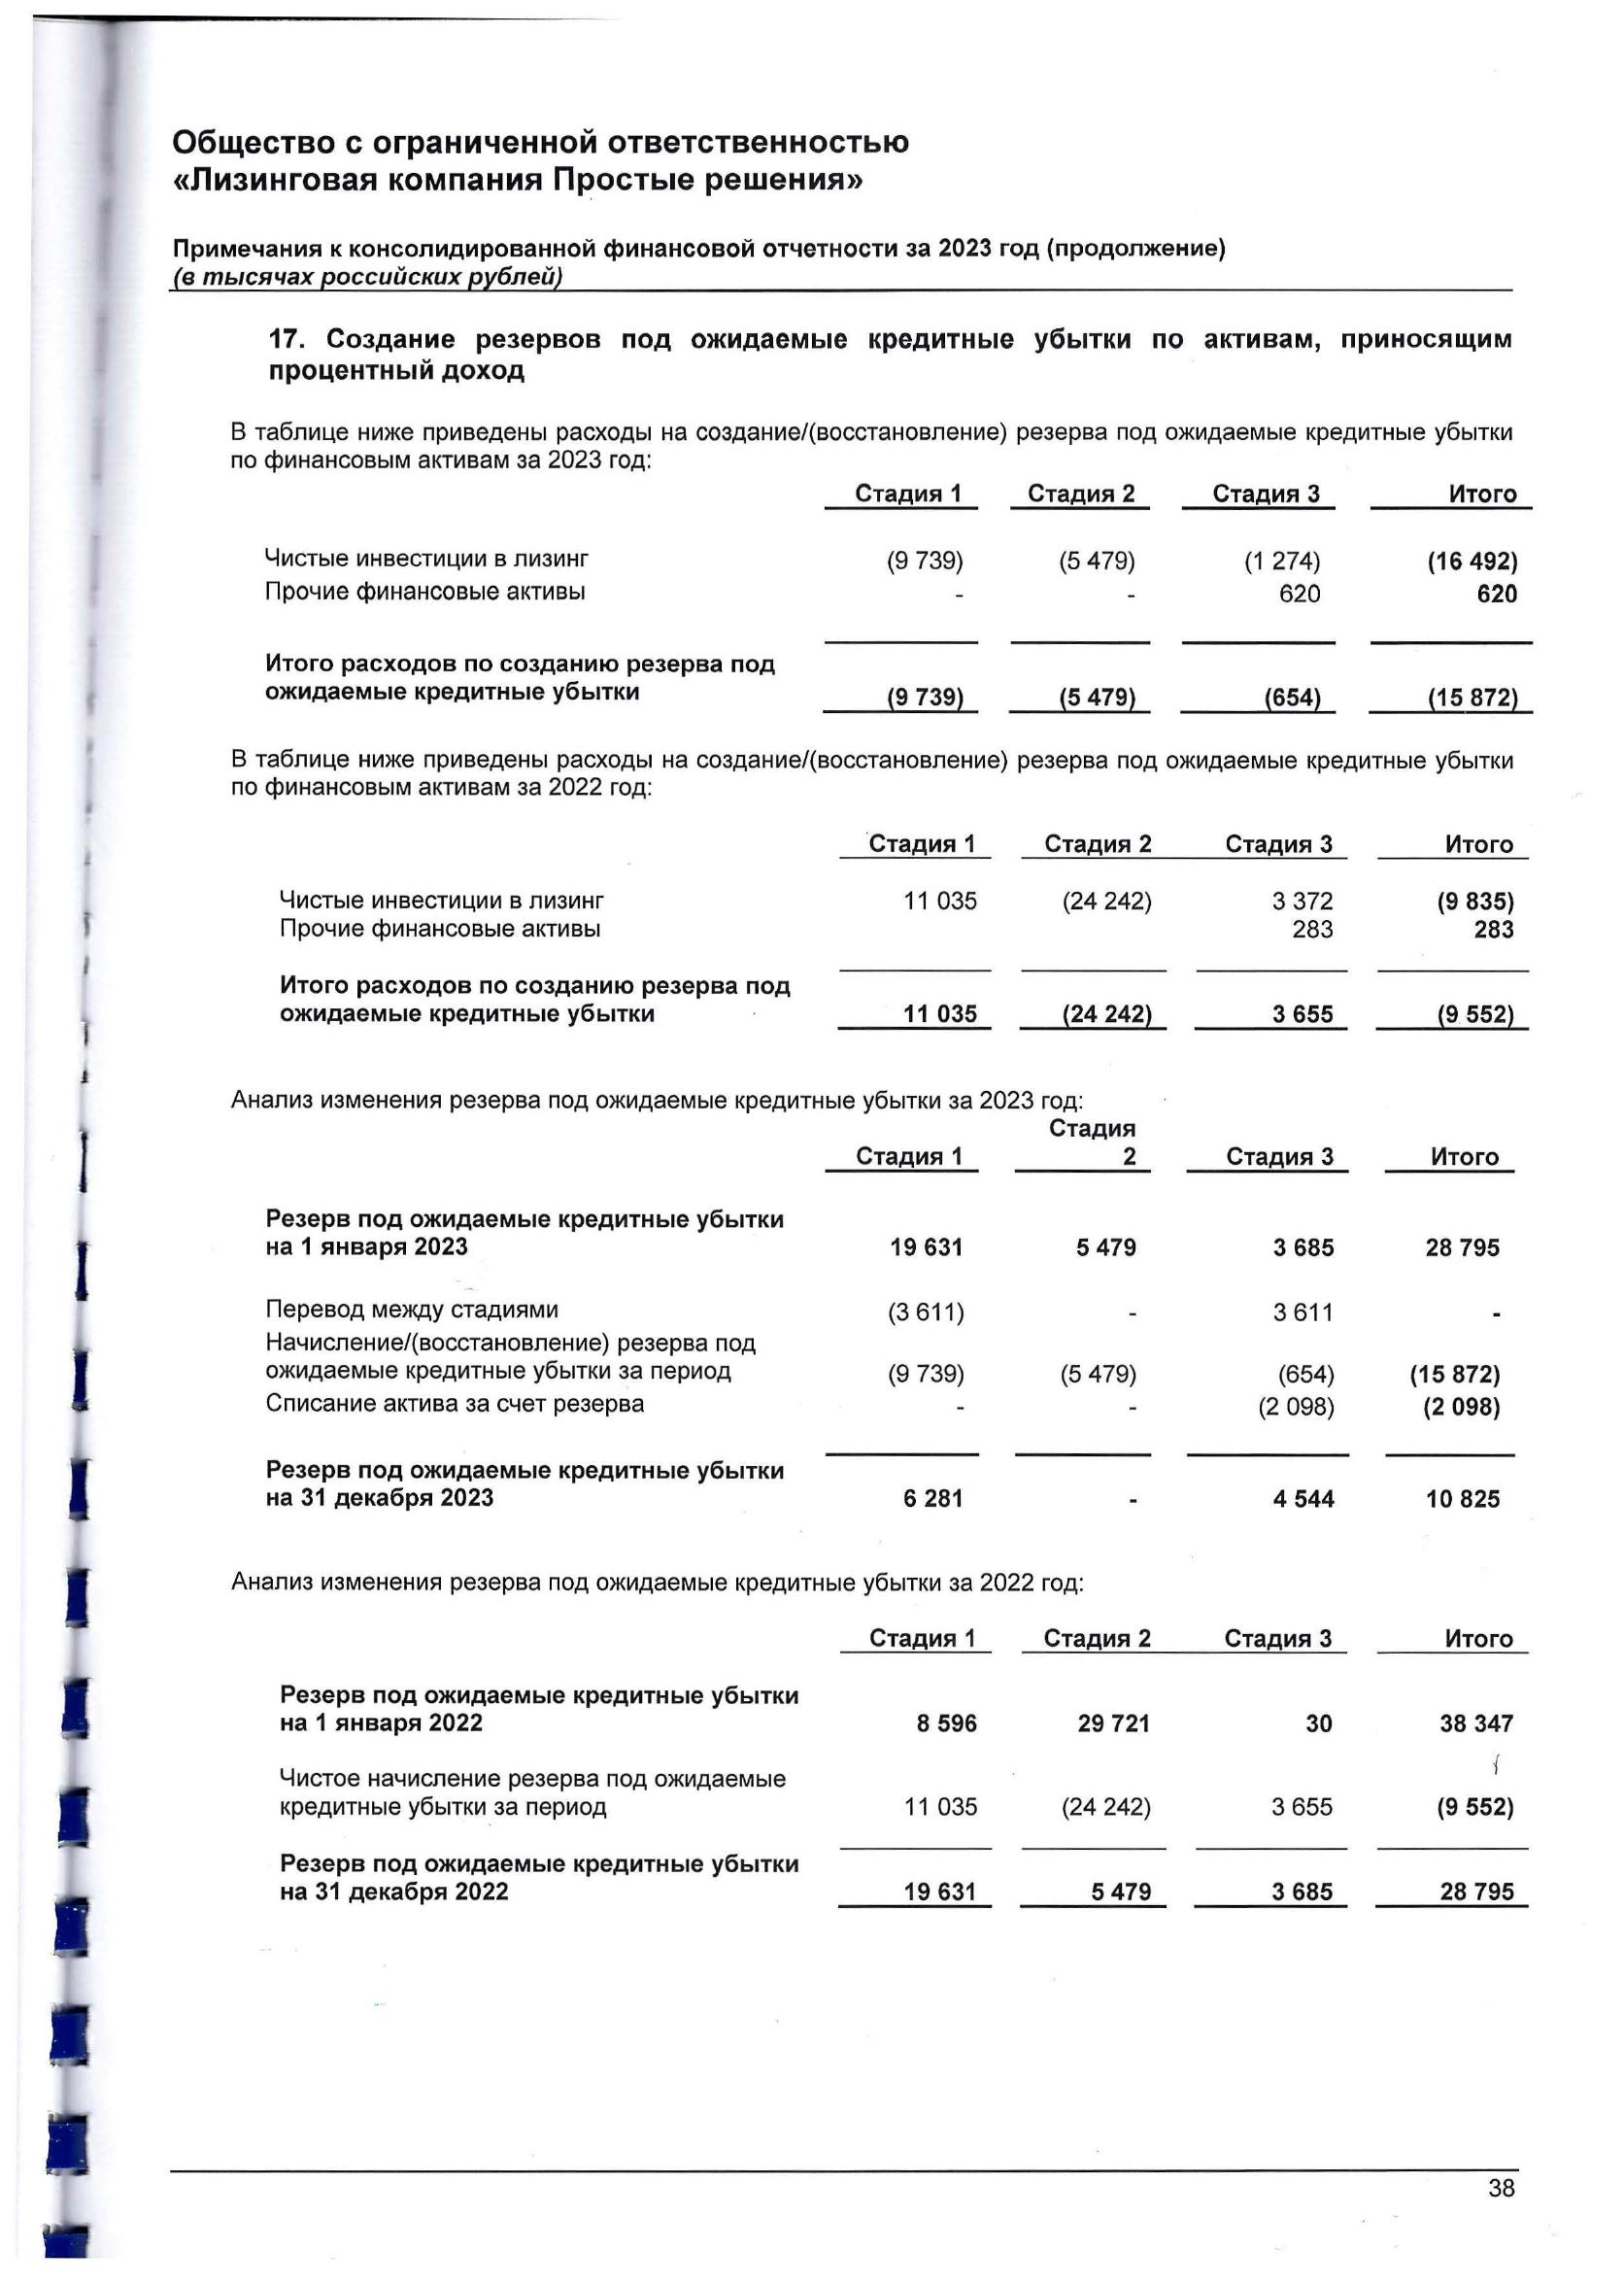 Общество с ограниченной ответственностью
«Лизинговая компания Простые решения»
Примечания к консолидированной финансовой отчетности за 2023 год (продолжение)
(в тысячах российских рублей)
17. Создание резервов под ожидаемые кредитные убытки по активам, приносящим
процентный доход
В таблице ниже приведены расходы на создание/(восстановление) резерва под ожидаемые кредитные убытки
по финансовым активам за 2023 год:
Стадия 1 Стадия 2 Стадия 3 Итого
Чистые инвестиции в лизинг (9 739) (5 479) (1 274) (16 492)
Прочие финансовые активы - - 620 620
Итого расходов по созданию резерва под
ожидаемые кредитные убытки (9 739) (5 479) (654) (15 872)
В таблице ниже приведены расходы на создание/(восстановление) резерва под ожидаемые кредитные убытки
по финансовым активам за 2022 год:
Стадия 1 Стадия 2 Стадия 3 Итого
Чистые инвестиции в лизинг 11 035 (24 242) 3 372 (9 835)
Прочие финансовые активы 283 283
Итого расходов по созданию резерва под
ожидаемые кредитные убытки 11 035 (24 242) 3 655 (9 552)
Анализ изменения резерва под ожидаемые кредитные убытки за 2023 год:
Стадия
Стадия 1 2 Стадия 3 Итого
Резерв под ожидаемые кредитные убытки
на 1 января 2023 19 631 5 479 3 685 28 795
Перевод между стадиями (3 611) - 3 611 -
Начисление/(восстановление) резерва под
ожидаемые кредитные убытки за период (9 739) (5 479) (654) (15 872)
Списание актива за счет резерва - - (2 098) (2 098)
Резерв под ожидаемые кредитные убытки
на 31 декабря 2023 6 281 - 4 544 10 825
Анализ изменения резерва под ожидаемые кредитные убытки за 2022 год:
Стадия 1 Стадия 2 Стадия 3 Итого
Резерв под ожидаемые кредитные убытки
на 1 января 2022 8 596 29 721 30 38 347
Чистое начисление резерва под ожидаемые
кредитные убытки за период 11 035 (24 242) 3 655 (9 552)
Резерв под ожидаемые кредитные убытки
на 31 декабря 2022 19 631 5 479 3 685 28 795
38